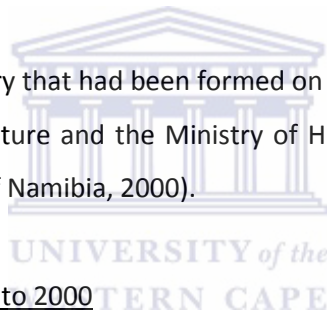 ry that had been formed on
ture and the Ministry of H
f Namibia, 2000).
UNIVERSITY of the
to 2000
WESTERN CAPE